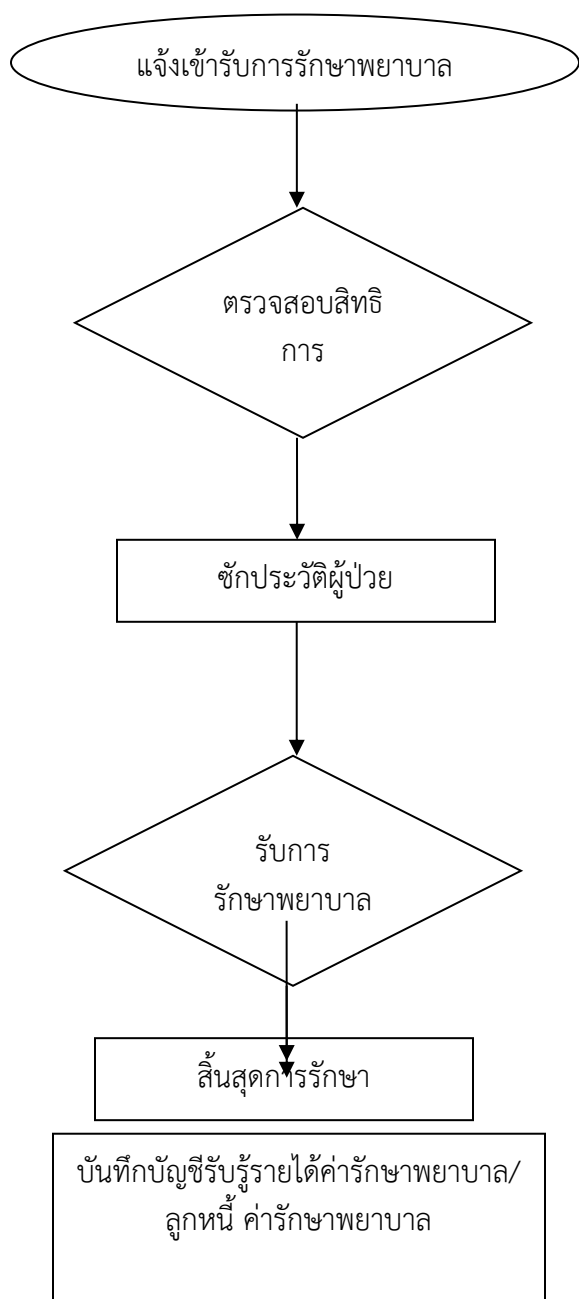 แจ้งเข้ารับการรักษาพยาบาล
ตรวจสอบสิทธิ
การ
ซักประวัติผู้ป่วย
รับการ
รักษาพยาบาล
สิ้นสุดการรักษา
บันทึกบัญชีรับรู้รายได้ค่ารักษาพยาบาล/
ลูกหนี้ ค่ารักษาพยาบาล